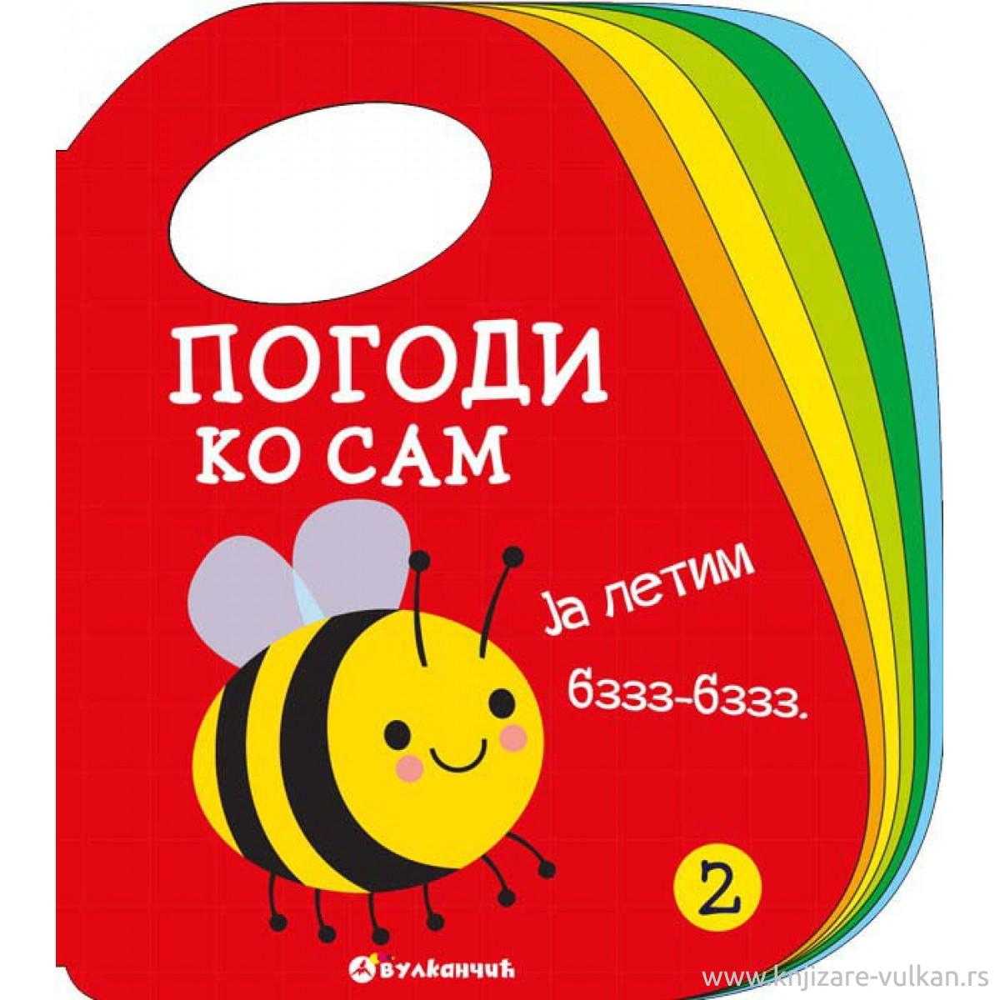 ПОГОДИ
КО САМ
Ја летим
бззз-бззз.
2
Вулканчић
www.knjizare-vulkan.rs